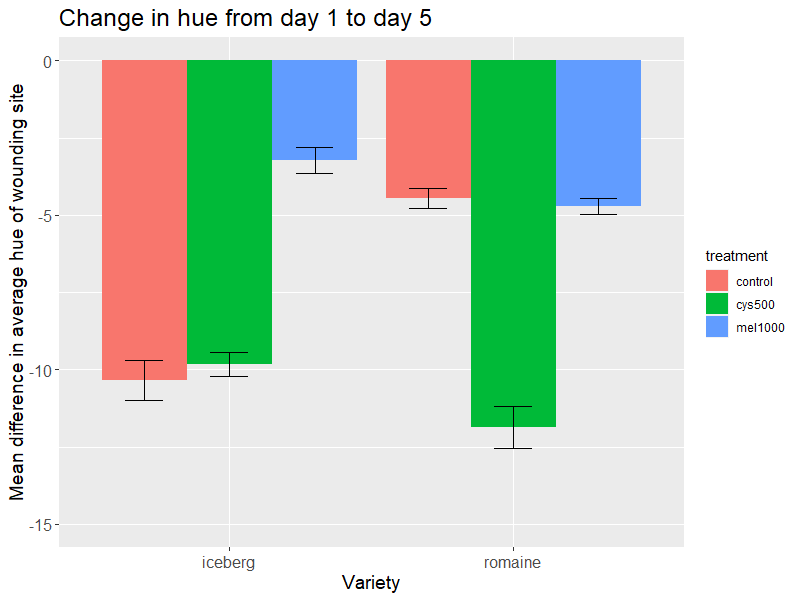 Change in hue from day 1 to day 5
Mean difference in average hue of wounding site
0
-5
-10
-15
iceberg
romaine
Variety
treatment
control
cys500
mel1000